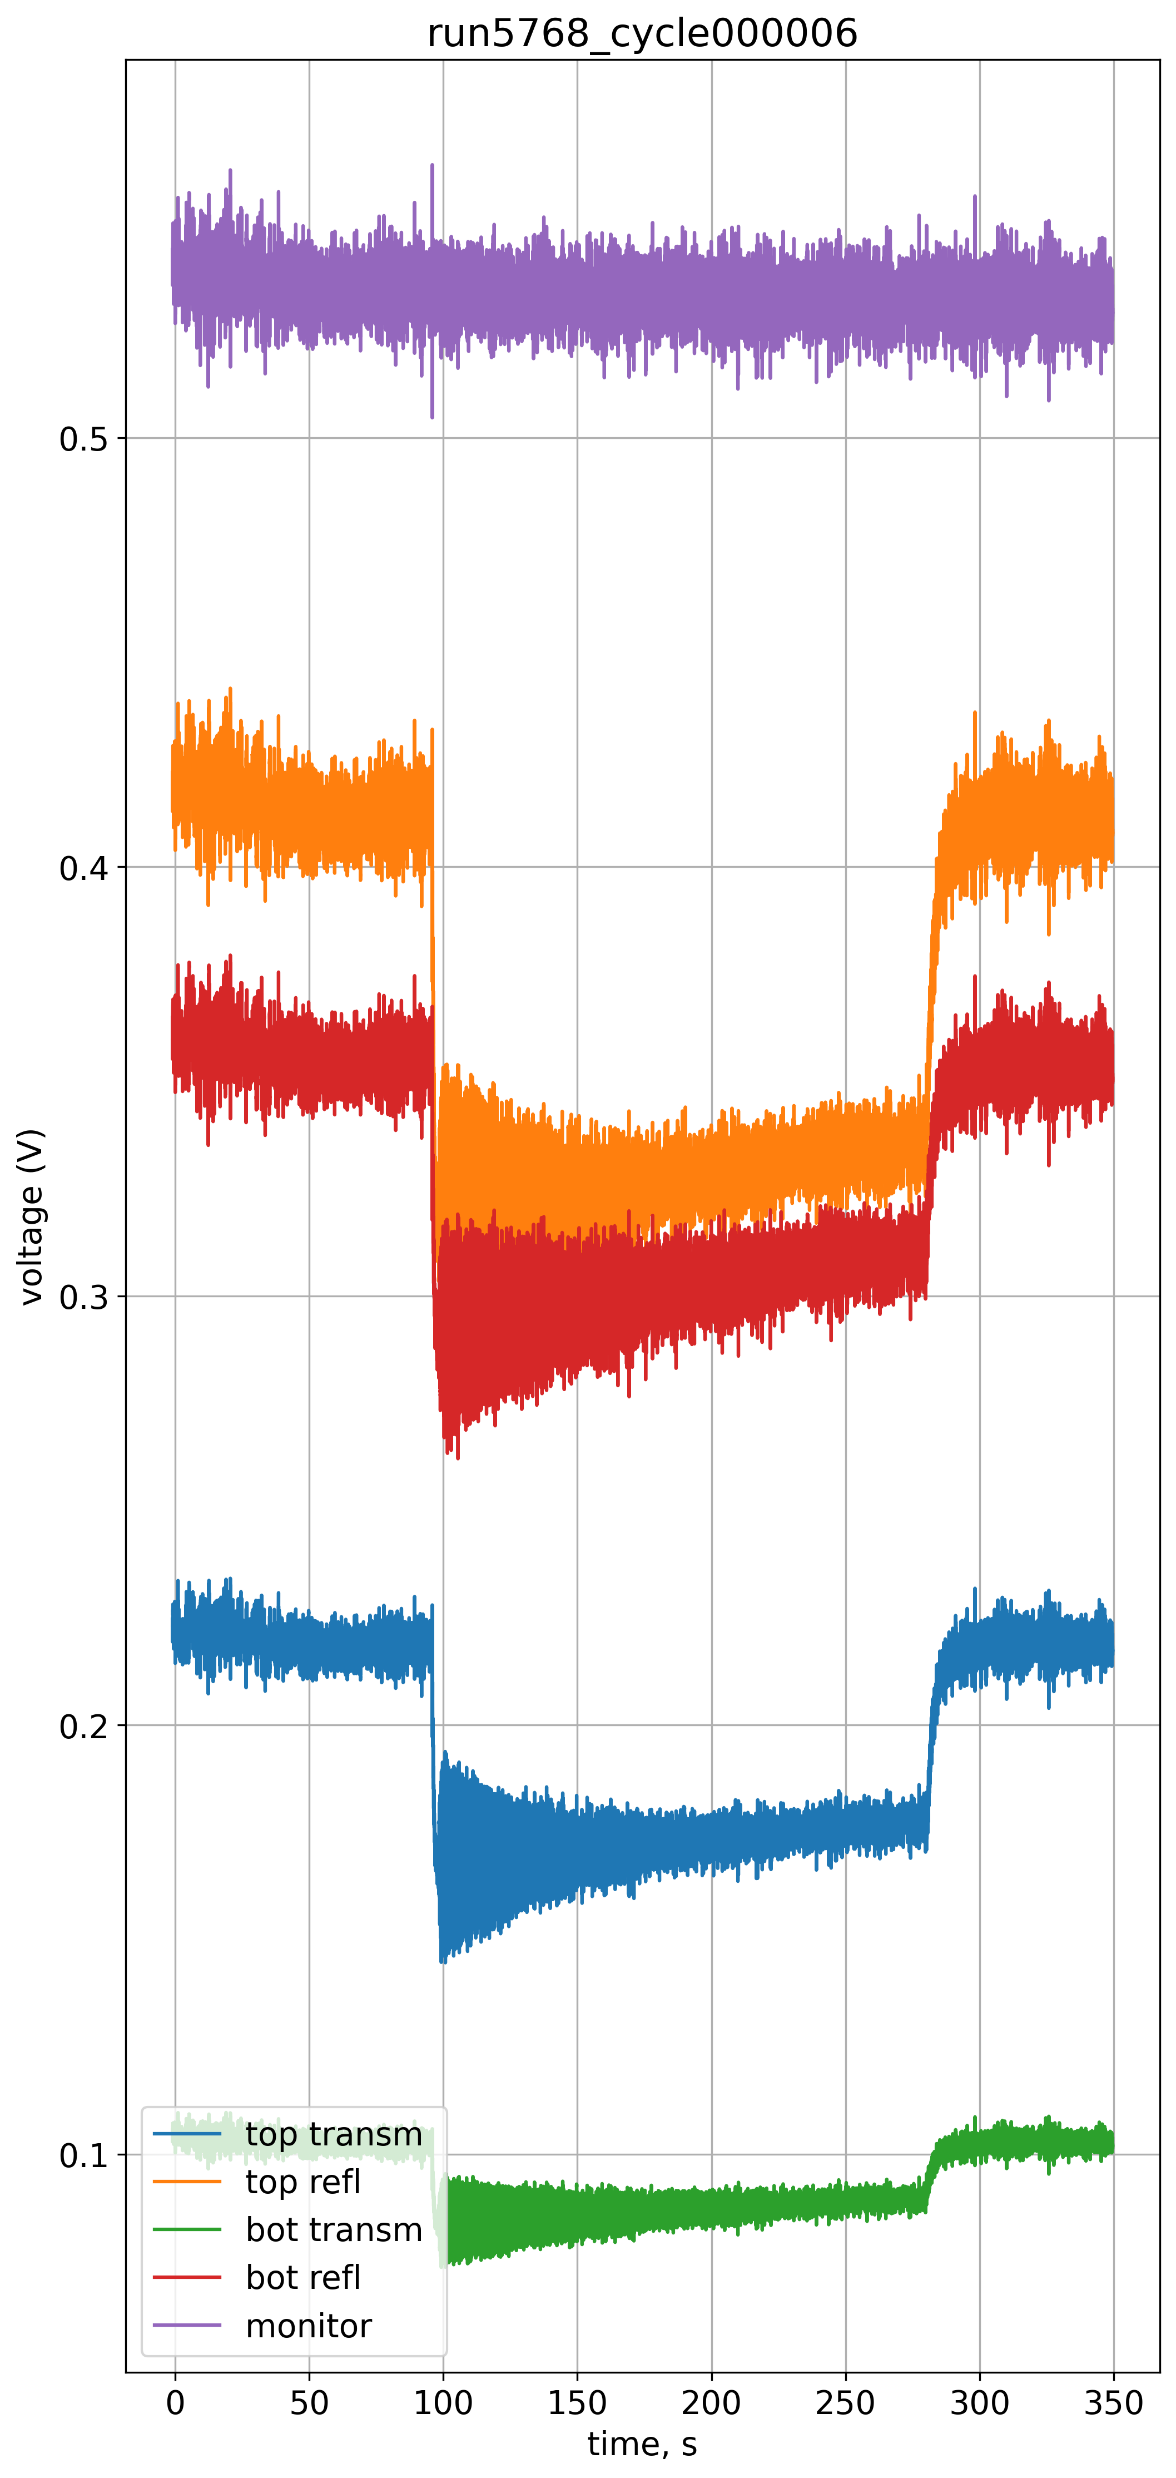 run5768_cycle000006
voltage (V)
0.5
0.4
0.3
0.2
0.1
top transm
top refl
bot transm
bot refl
monitor
0 50 100 150 200 250 300 350
time, s